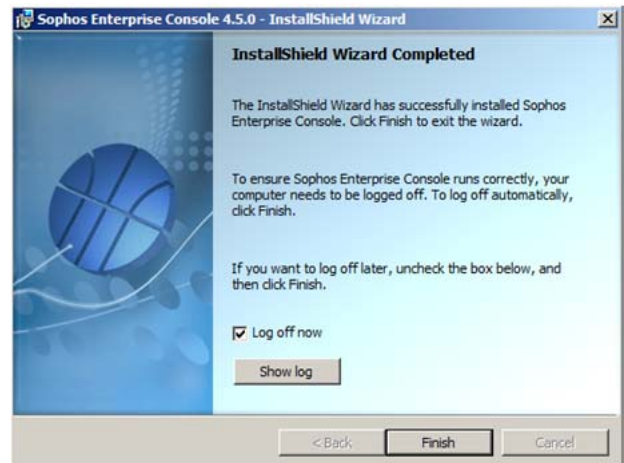 Sophos Enterprise Console 4.5.0 - InstallShield Wizard
InstallShield Wizard Completed
The InstallShield Wizard has successfully installed Sophos
Enterprise Console. Click Finish to exit the wizard.
To ensure Sophos Enterprise Console runs correctly, your
computer needs to be logged off. To log off automatically,
click Finish.
If you want to log off later, uncheck the box below, and
then click Finish.
Log off now
Show log
< Back Finish Cancel